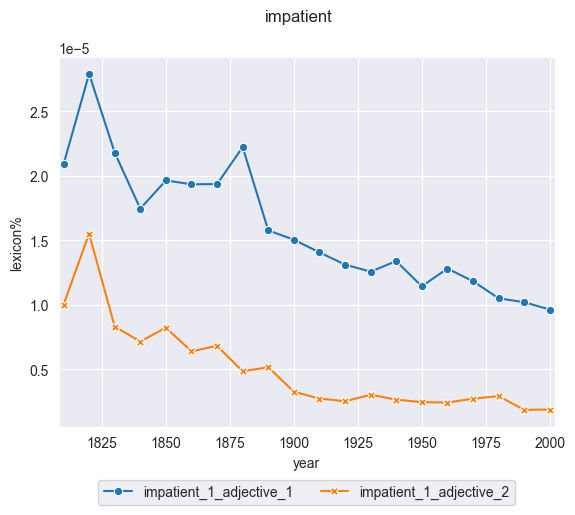 impatient
1e−5
2.5
2.0
1.5
1.0
0.5
lexicon%
1825 1850 1875 1900 1925 1950 1975 2000
year
impatient_1_adjective_1 impatient_1_adjective_2